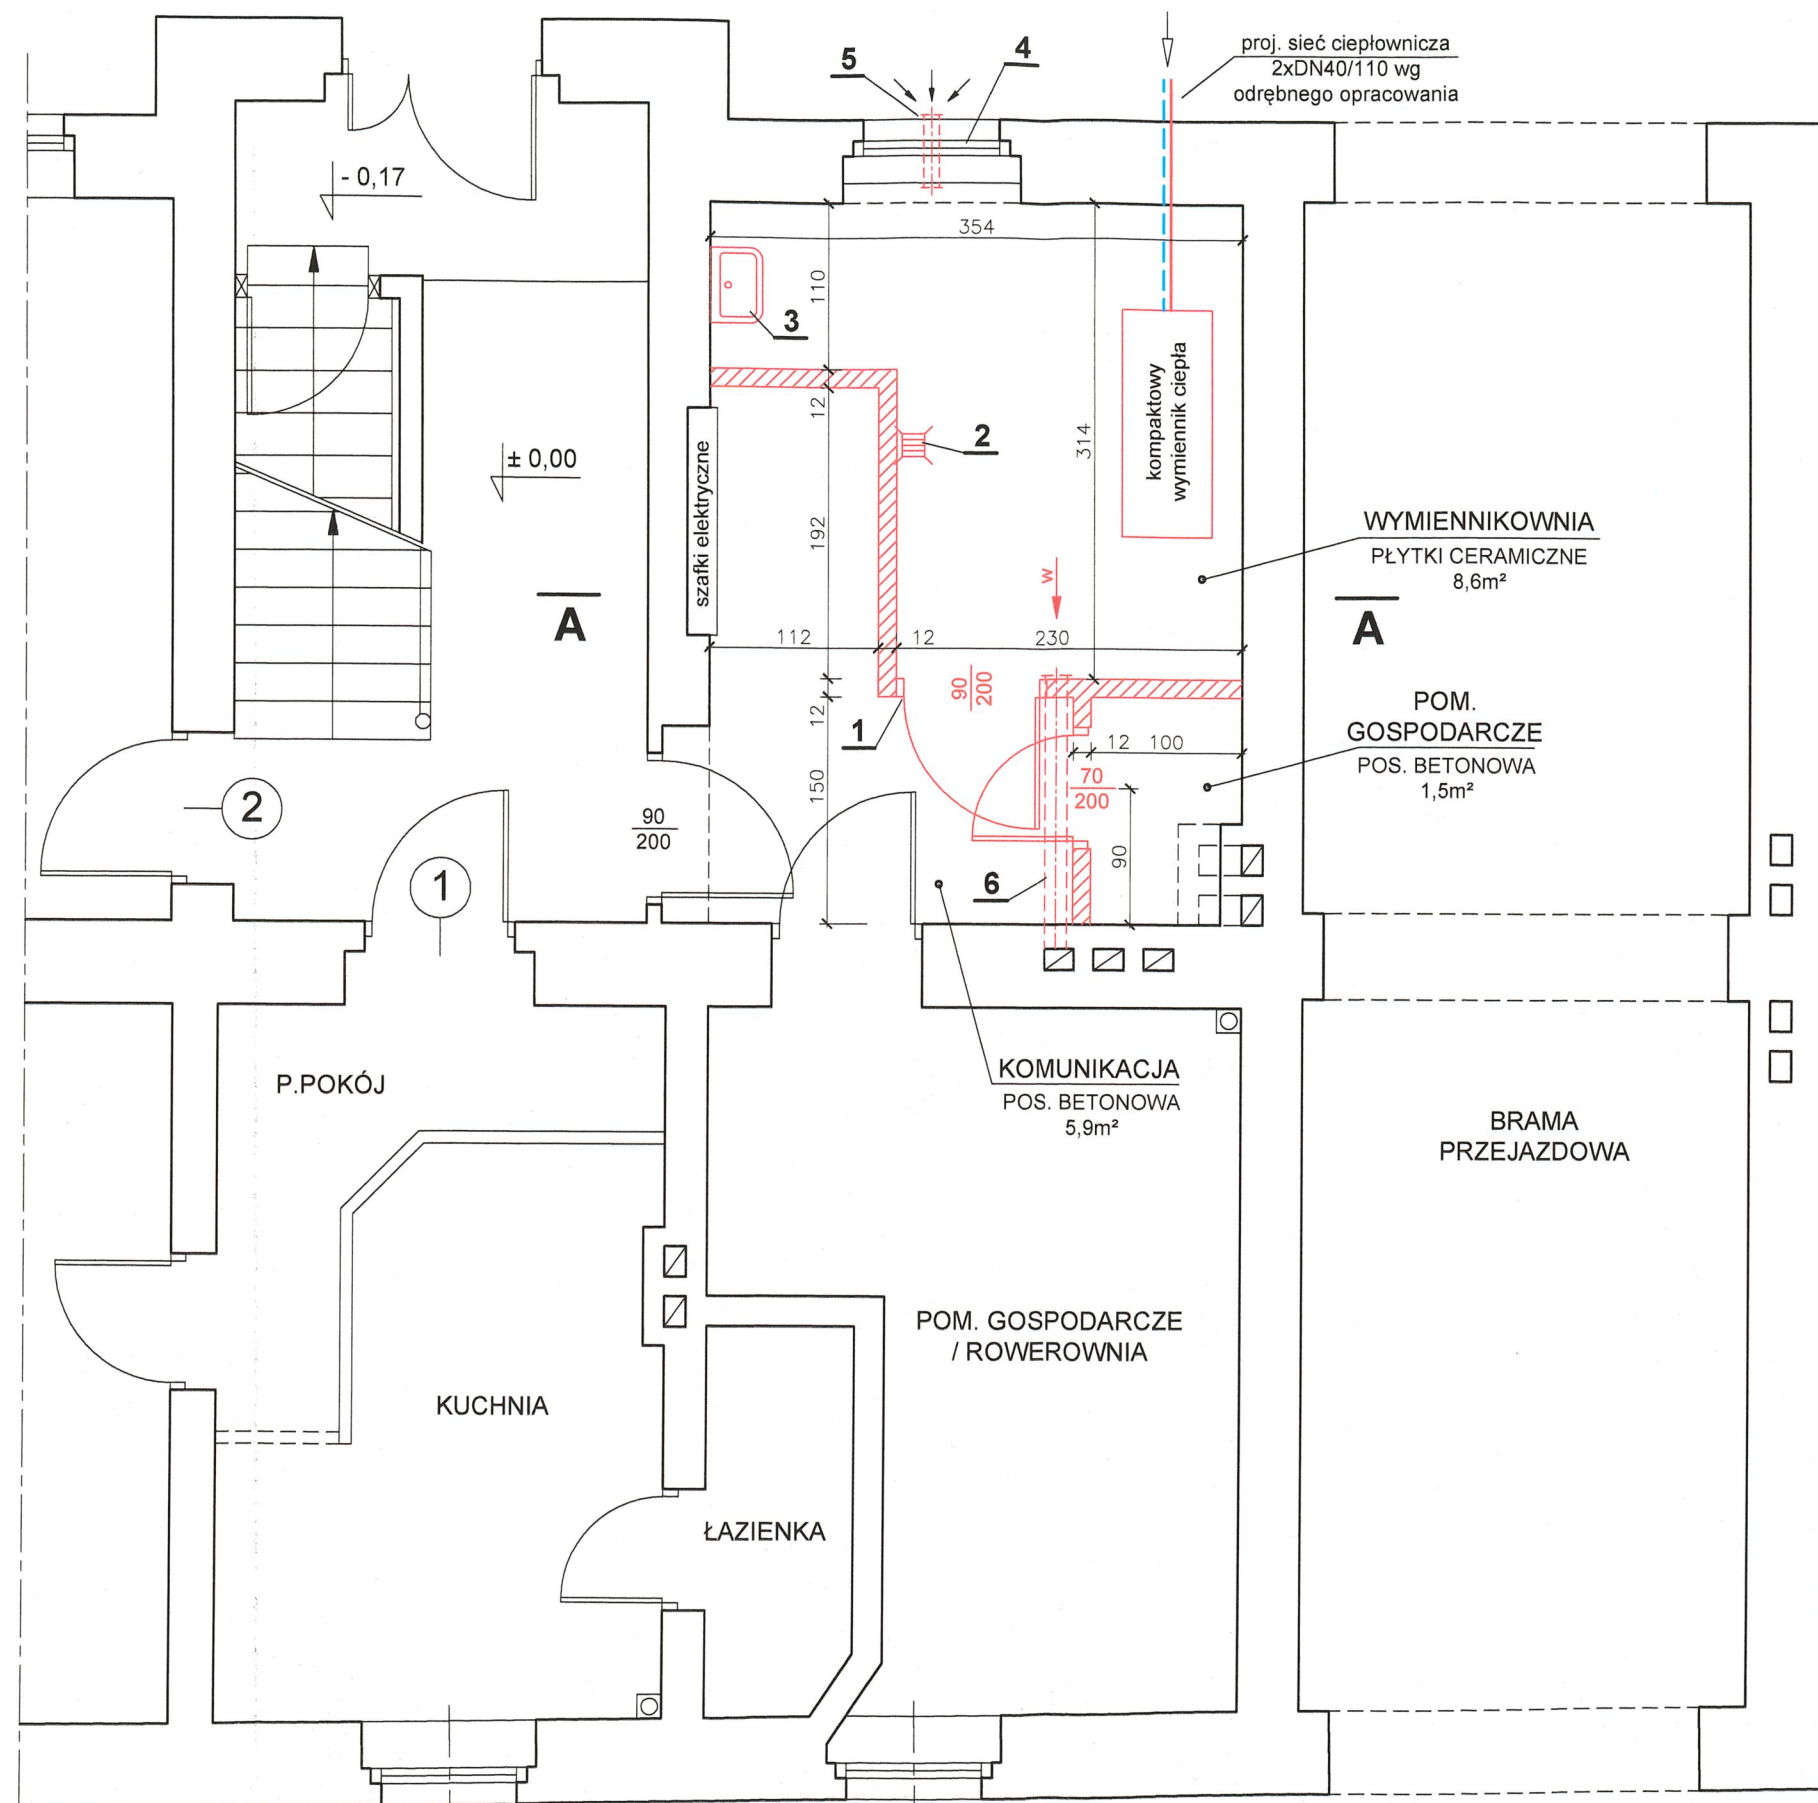 5
4
proj. sieć ciepłownicza
2xDN40/110 wg
odrębnego opracowania
- 0,17
354
110
3
12
kompaktowy
wymiennik ciepła
314
2
± 0,00
szafki elektryczne
192
WYMIENNIKOWNIA
PŁYTKI CERAMICZNE
8,6m²
w
A
A
112
12
230
90
200
12
1
POM.
GOSPODARCZE
POS. BETONOWA
1,5m²
12
100
70
200
150
2
90
200
90
1
6
KOMUNIKACJA
POS. BETONOWA
5,9m²
P.POKÓJ
BRAMA
PRZEJAZDOWA
POM. GOSPODARCZE
/ ROWEROWNIA
KUCHNIA
ŁAZIENKA